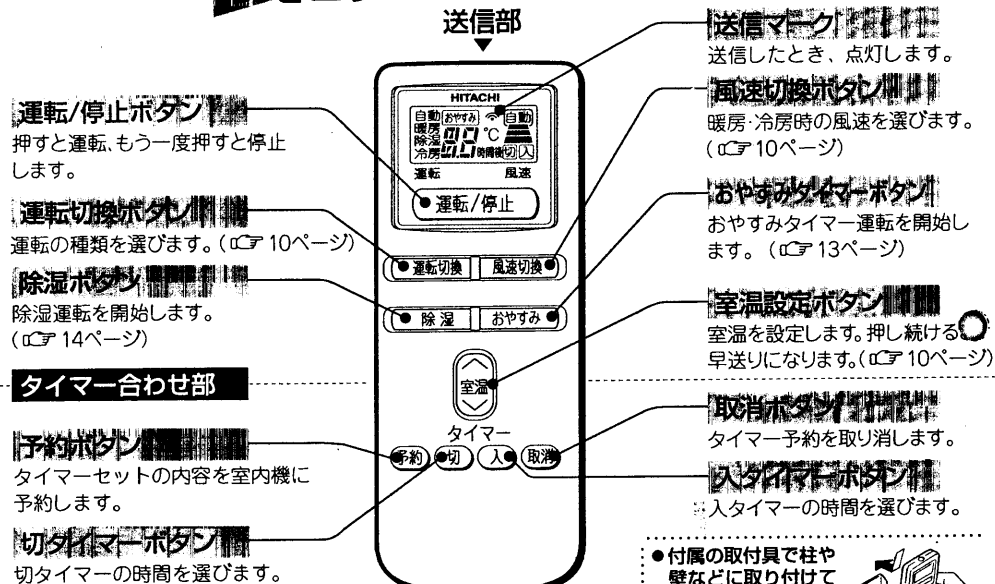 送信部
運転/停止ボタン
押すと運転、もう一度押すと停止
します。
運転切換ボタン
運転の種類を選びます。(☞10ページ)
除湿ボタン
除湿運転を開始します。
(☞14ページ)
タイマー合わせ部
予約ボタン
タイマーセットの内容を室内機に
予約します。
切タイマーボタン
切タイマーの時間を選びます。
HITACHI
自動 おやすみ 自動
暖房
除湿 88 ℃
冷房 時間後 切 入
運転 風速
運転/停止
運転切換 風速切換
除湿 おやすみ
室温
タイマー
予約 切 入 取消
送信マーク
送信したとき、点灯します。
風速切換ボタン
暖房・冷房時の風速を選びます。
(☞10ページ)
おやすみタイマーボタン
おやすみタイマー運転を開始し
ます。(☞13ページ)
室温設定ボタン
室温を設定します。押し続ける
早送りになります。(☞10ページ)
取消ボタン
タイマー予約を取り消します。
入タイマーボタン
入タイマーの時間を選びます。
●付属の取付具で柱や
壁などに取り付けて